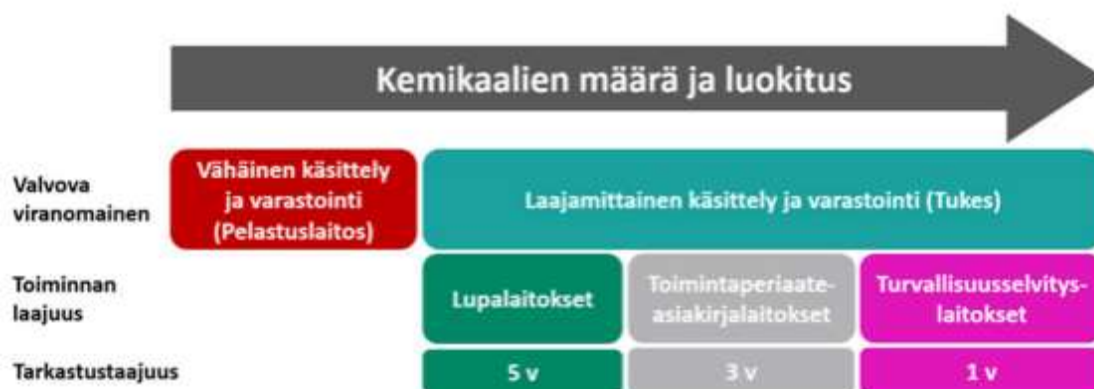 Kemikaalien määrä ja luokitus
Valvova
viranomainen
Vähäinen käsittely
ja varastointi
(Pelastuslaitos)
Laajamittainen käsittely ja varastointi (Tukes)
Toiminnan
laajuus
Lupalaitokset
Toimintaperiaate-
asiakirjalaitokset
Turvallisuusselvitys-
laitokset
Tarkastustaajuus
5 v
3 v
1 v